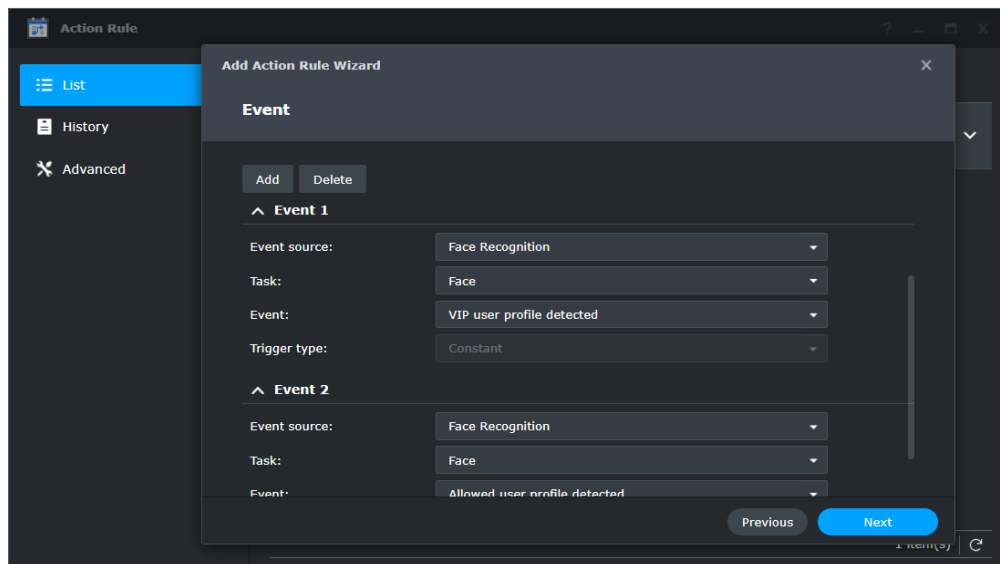 Action Rule
?
List
History
Advanced
Add Action Rule Wizard
Event
Add Delete
Event 1
Event source: Face Recognition
Task: Face
Event: VIP user profile detected
Trigger type: Constant
Event 2
Event source: Face Recognition
Task: Face
Event: Allowed user profile detected
Previous Next
1 item(s)